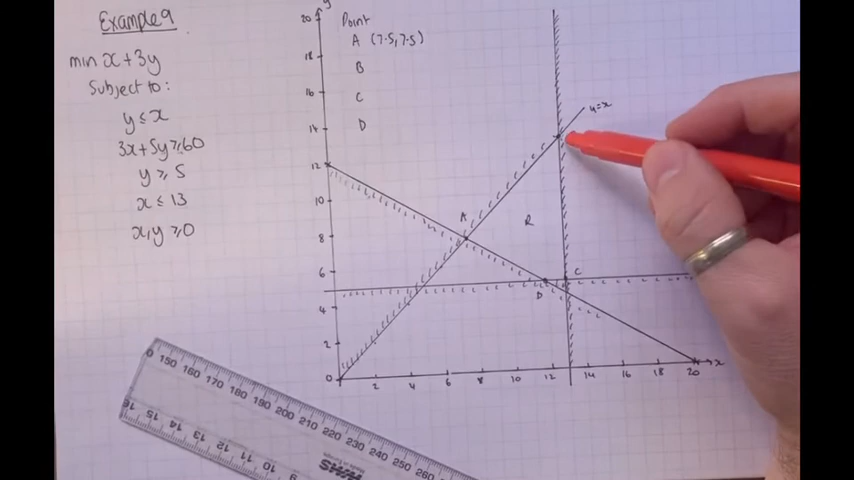 Example 9
min x+3y
Subject to:
y ≤ x
3x+5y ≥ 60
y ≥ 5
x ≤ 13
x,y ≥ 0
Point
A (7.5,7.5)
B
C
D
y
20
18
16
14
12
10
8
6
4
2
0
2 4 6 8 10 12 14 16 18 20 x
y=x
A
R
C
D
0 150 160 170 180 190 200 210 220 230 240 250 260
16 15 14 13 12 11 10 9